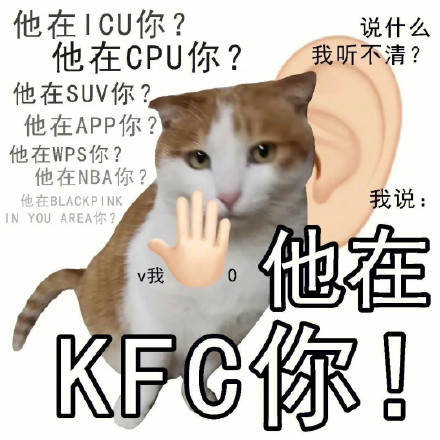 他在ICU你？
他在CPU你？
他在SUV你？
他在APP你？
他在WPS你？
他在NBA你？
他在BLACKPINK
IN YOU AREA你？
说什么
我听不清？
我说：
v我 0
他在
KFC你！